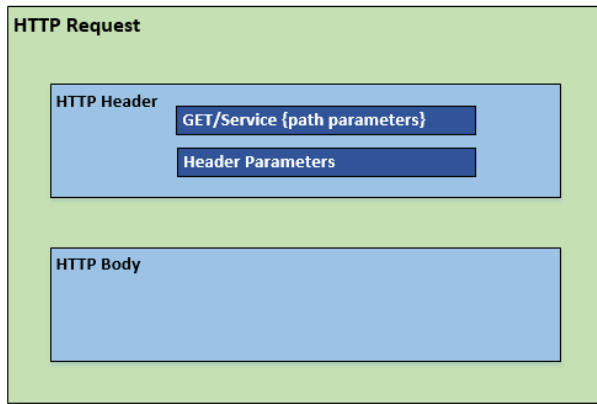 HTTP Request
HTTP Header
GET/Service {path parameters}
Header Parameters
HTTP Body